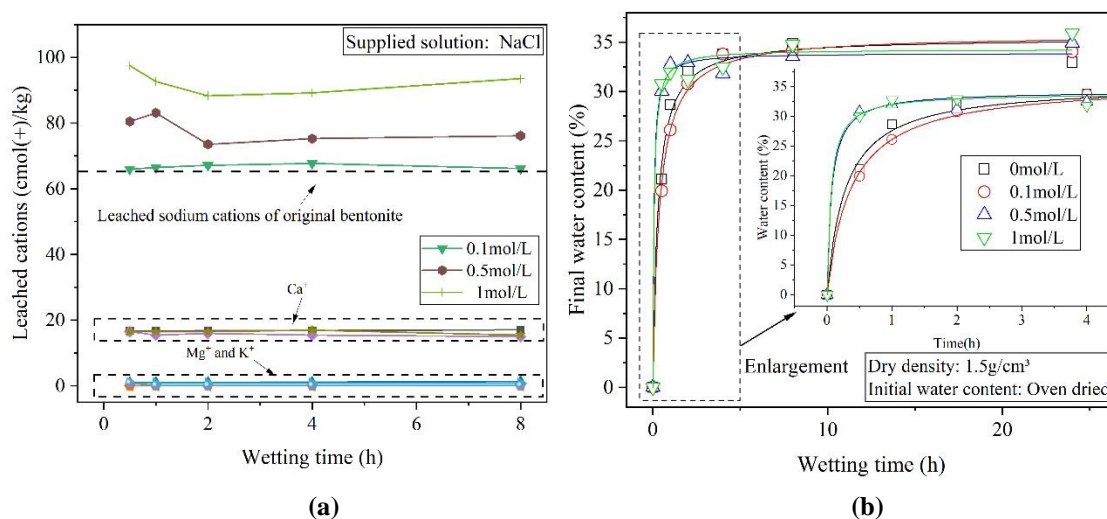 Supplied solution: NaCl
100
80
60
40
20
0
Leached cations (cmol(+)/kg)
Leached sodium cations of original bentonite
0.1mol/L
0.5mol/L
1mol/L
Ca⁺
Mg⁺ and K⁺
0 2 4 6 8
Wetting time (h)
(a)
35
30
25
20
15
10
5
0
Final water content (%)
35
30
25
20
15
10
5
0
Water content (%)
0mol/L
0.1mol/L
0.5mol/L
1mol/L
0 1 2 3 4
Time(h)
Enlargement
Dry density: 1.5g/cm³
Initial water content: Oven dried
0 10 20
Wetting time (h)
(b)